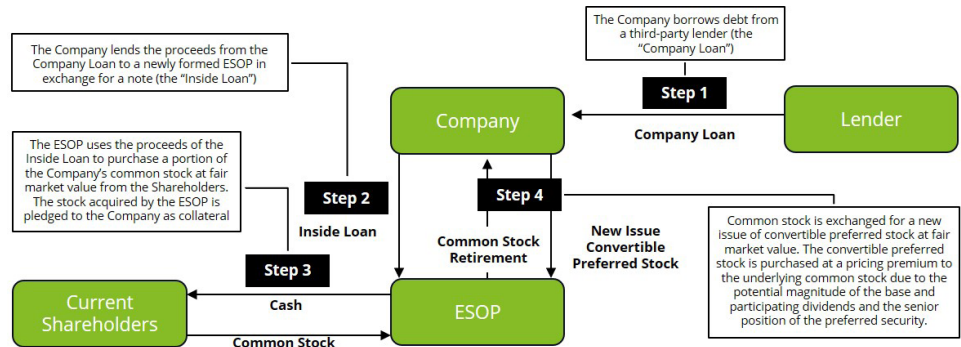 The Company borrows debt from
a third-party lender (the
“Company Loan”)
The Company lends the proceeds from the
Company Loan to a newly formed ESOP in
exchange for a note (the “Inside Loan”)
Step 1
Company
Lender
Company Loan
The ESOP uses the proceeds of the
Inside Loan to purchase a portion of
the Company’s common stock at fair
market value from the Shareholders.
The stock acquired by the ESOP is
pledged to the Company as collateral
Step 2
Inside Loan
Step 4
Common Stock
Retirement
New Issue
Convertible
Preferred Stock
Common stock is exchanged for a new
issue of convertible preferred stock at fair
market value. The convertible preferred
stock is purchased at a pricing premium to
the underlying common stock due to the
potential magnitude of the base and
participating dividends and the senior
position of the preferred security.
Step 3
Cash
Current
Shareholders
ESOP
Common Stock